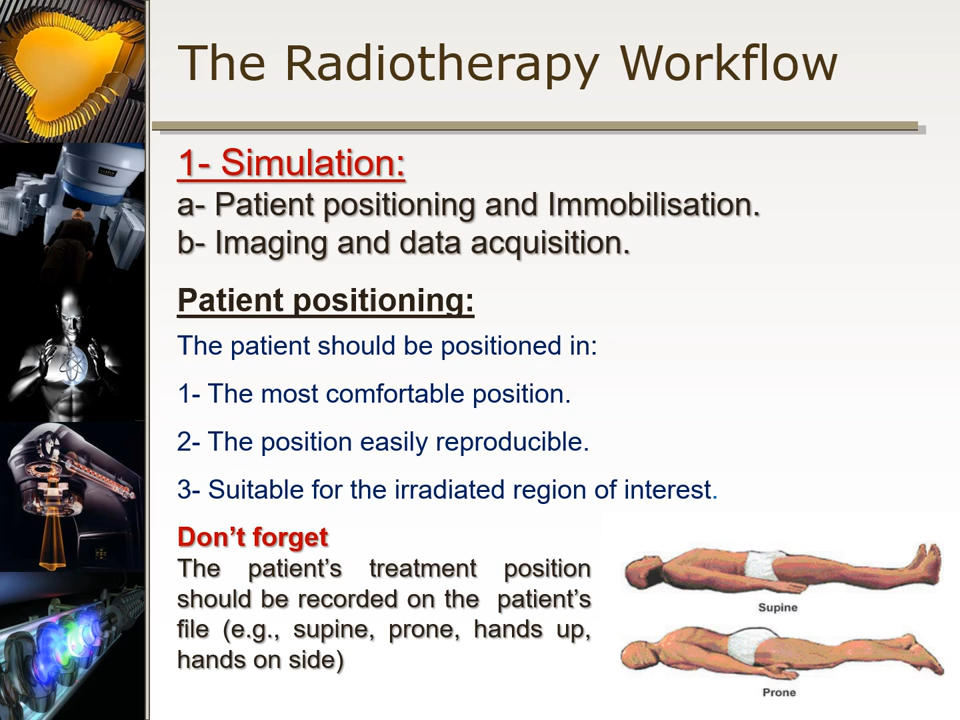 The Radiotherapy Workflow
1- Simulation:
a- Patient positioning and Immobilisation.
b- Imaging and data acquisition.
Patient positioning:
The patient should be positioned in:
1- The most comfortable position.
2- The position easily reproducible.
3- Suitable for the irradiated region of interest.
Don’t forget
The patient’s treatment position
should be recorded on the patient’s
file (e.g., supine, prone, hands up,
hands on side)
Supine
Prone